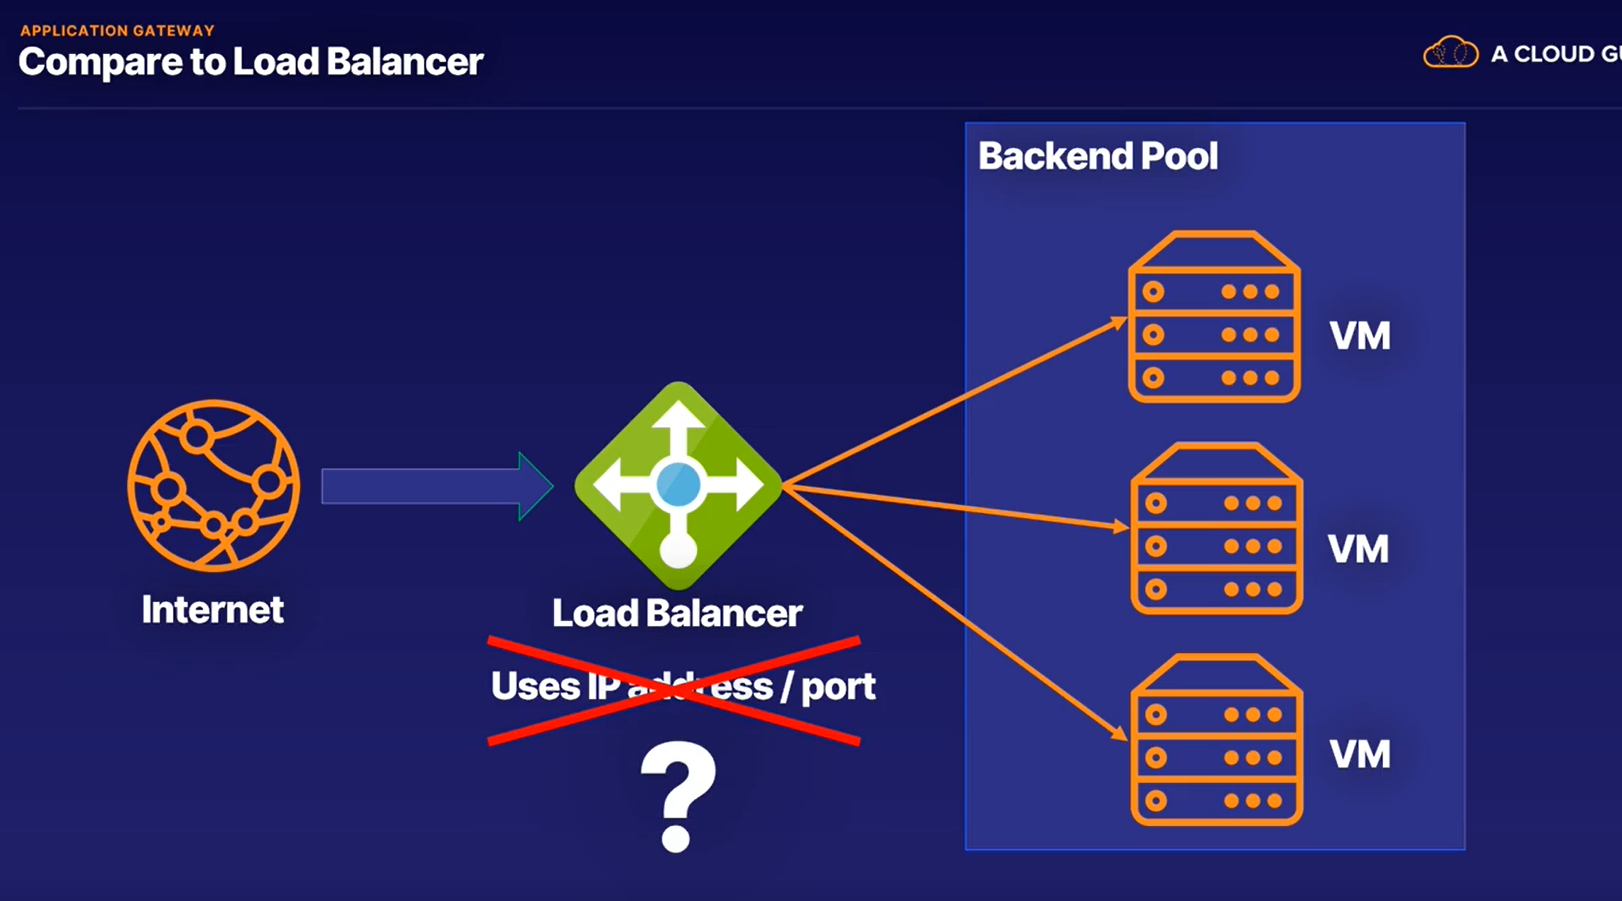 APPLICATION GATEWAY
Compare to Load Balancer
A CLOUD GU
Backend Pool
VM
VM
VM
Internet
Load Balancer
Uses IP address / port
?